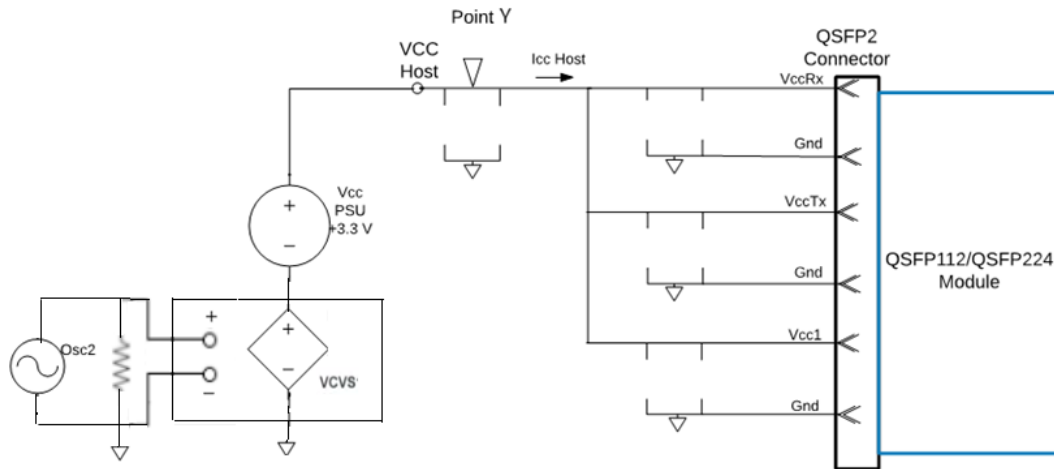 Point Y
QSFP2
Connector
VCC
Host
Icc Host
VccRx
Gnd
Vcc
PSU
+3.3 V
+
−
VccTx
Gnd
QSFP112/QSFP224
Module
Osc2
+
−
+
−
VCVS
Vcc1
Gnd